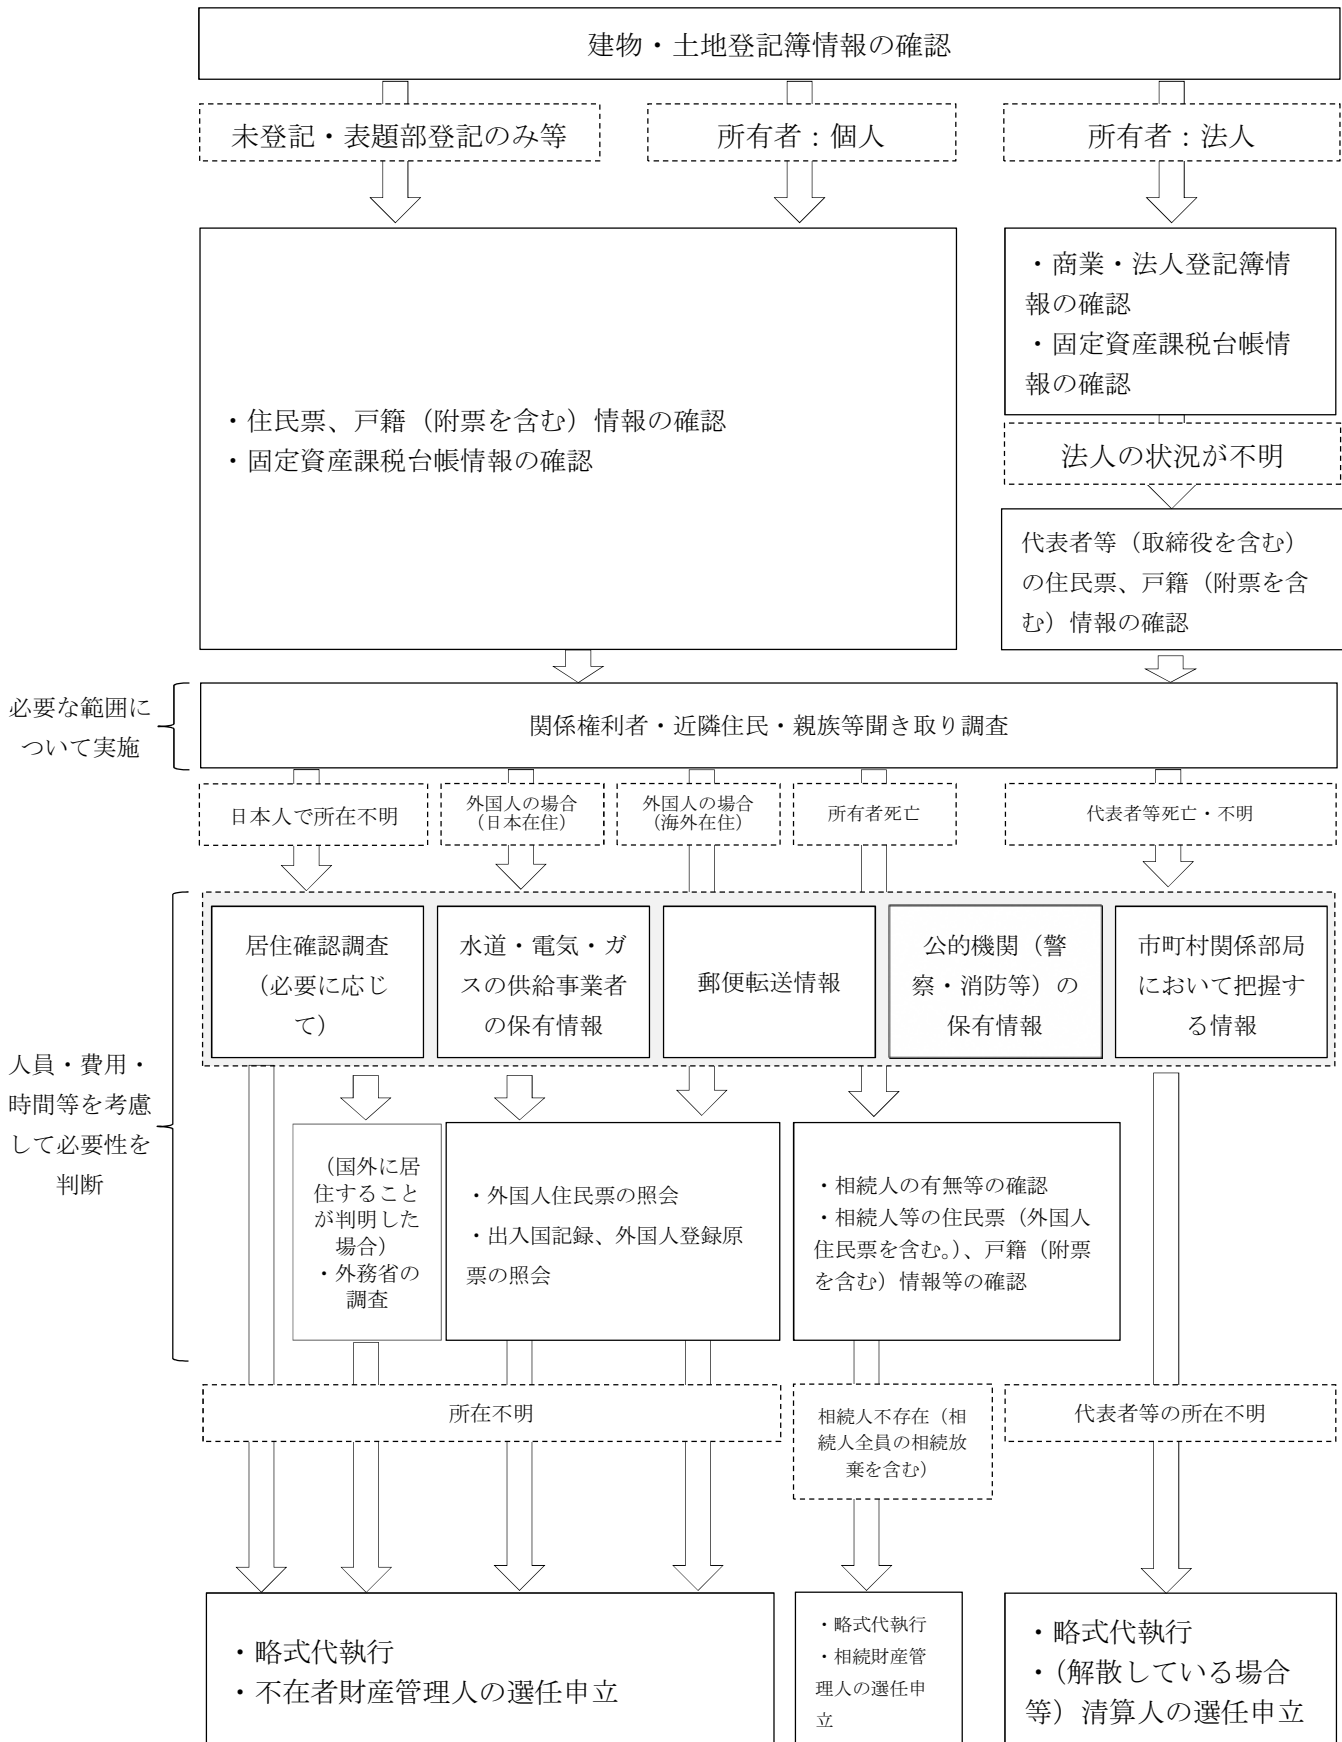 建物・土地登記簿情報の確認
未登記・表題部登記のみ等
所有者：個人
所有者：法人
・住民票、戸籍（附票を含む）情報の確認
・固定資産課税台帳情報の確認
・商業・法人登記簿情
報の確認
・固定資産課税台帳情
報の確認
法人の状況が不明
代表者等（取締役を含む）
の住民票、戸籍（附票を含
む）情報の確認
必要な範囲に
ついて実施
関係権利者・近隣住民・親族等聞き取り調査
日本人で所在不明
外国人の場合
（日本在住）
外国人の場合
（海外在住）
所有者死亡
代表者等死亡・不明
人員・費用・
時間等を考慮
して必要性を
判断
居住確認調査
（必要に応じ
て）
水道・電気・ガ
スの供給事業者
の保有情報
郵便転送情報
公的機関（警
察・消防等）の
保有情報
市町村関係部局
において把握す
る情報
（国外に居
住すること
が判明した
場合）
・外務省の
調査
・外国人住民票の照会
・出入国記録、外国人登録原
票の照会
・相続人の有無等の確認
・相続人等の住民票（外国人
住民票を含む。）、戸籍（附票
を含む）情報等の確認
所在不明
相続人不存在（相
続人全員の相続放
棄を含む）
代表者等の所在不明
・略式代執行
・不在者財産管理人の選任申立
・略式代執行
・相続財産管
理人の選任申
立
・略式代執行
・（解散している場合
等）清算人の選任申立